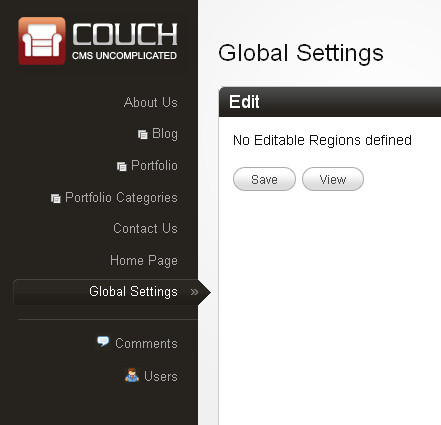 COUCH
CMS UNCOMPLICATED
About Us
Blog
Portfolio
Portfolio Categories
Contact Us
Home Page
Global Settings »
Comments
Users
Global Settings
Edit
No Editable Regions defined
Save View